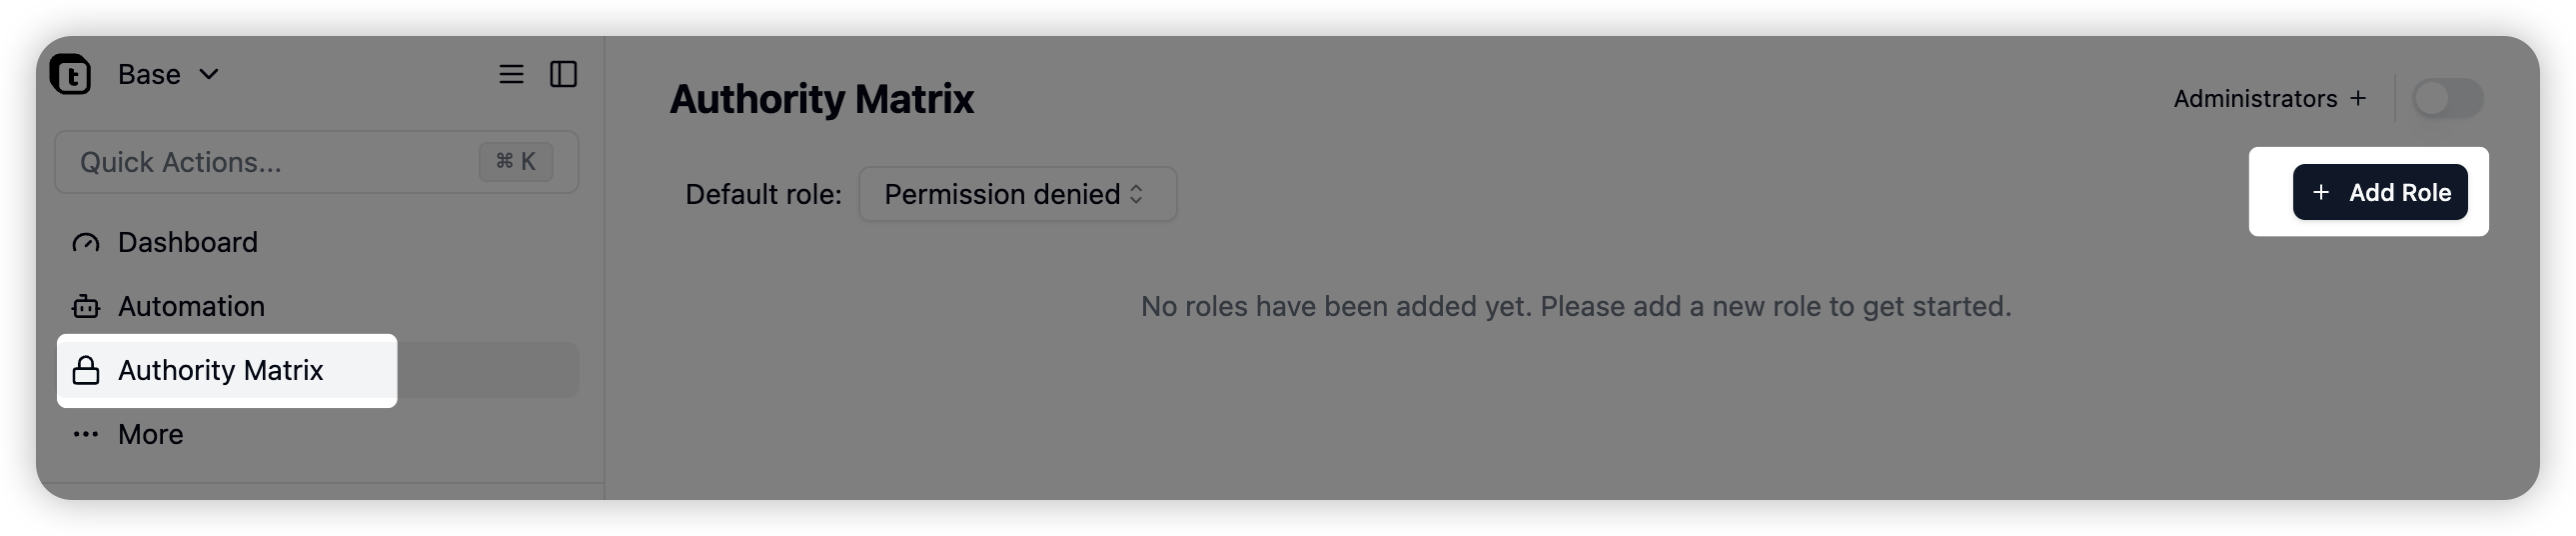 Base
Quick Actions...
⌘ K
Dashboard
Automation
Authority Matrix
More
Authority Matrix
Administrators +
Default role:
Permission denied
+ Add Role
No roles have been added yet. Please add a new role to get started.